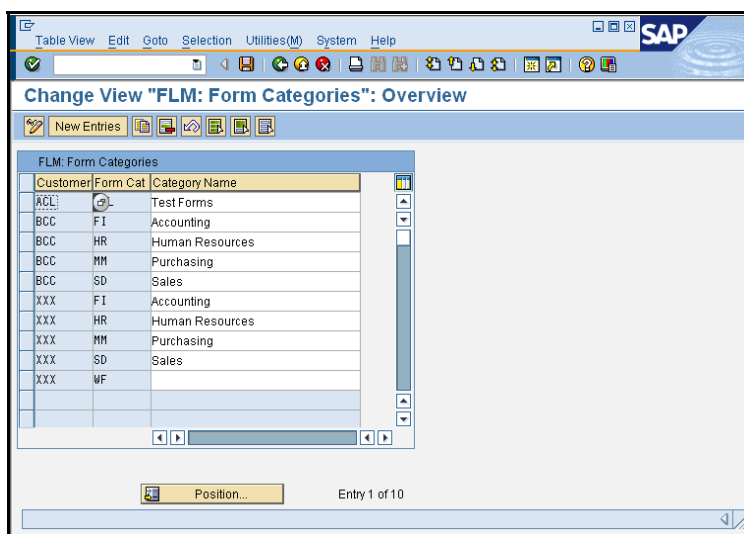 Table View Edit Goto Selection Utilities(M) System Help
SAP
Change View "FLM: Form Categories": Overview
New Entries
FLM: Form Categories
Customer Form Cat Category Name
ACL Test Forms
BCC FI Accounting
BCC HR Human Resources
BCC MM Purchasing
BCC SD Sales
XXX FI Accounting
XXX HR Human Resources
XXX MM Purchasing
XXX SD Sales
XXX WF
Position... Entry 1 of 10